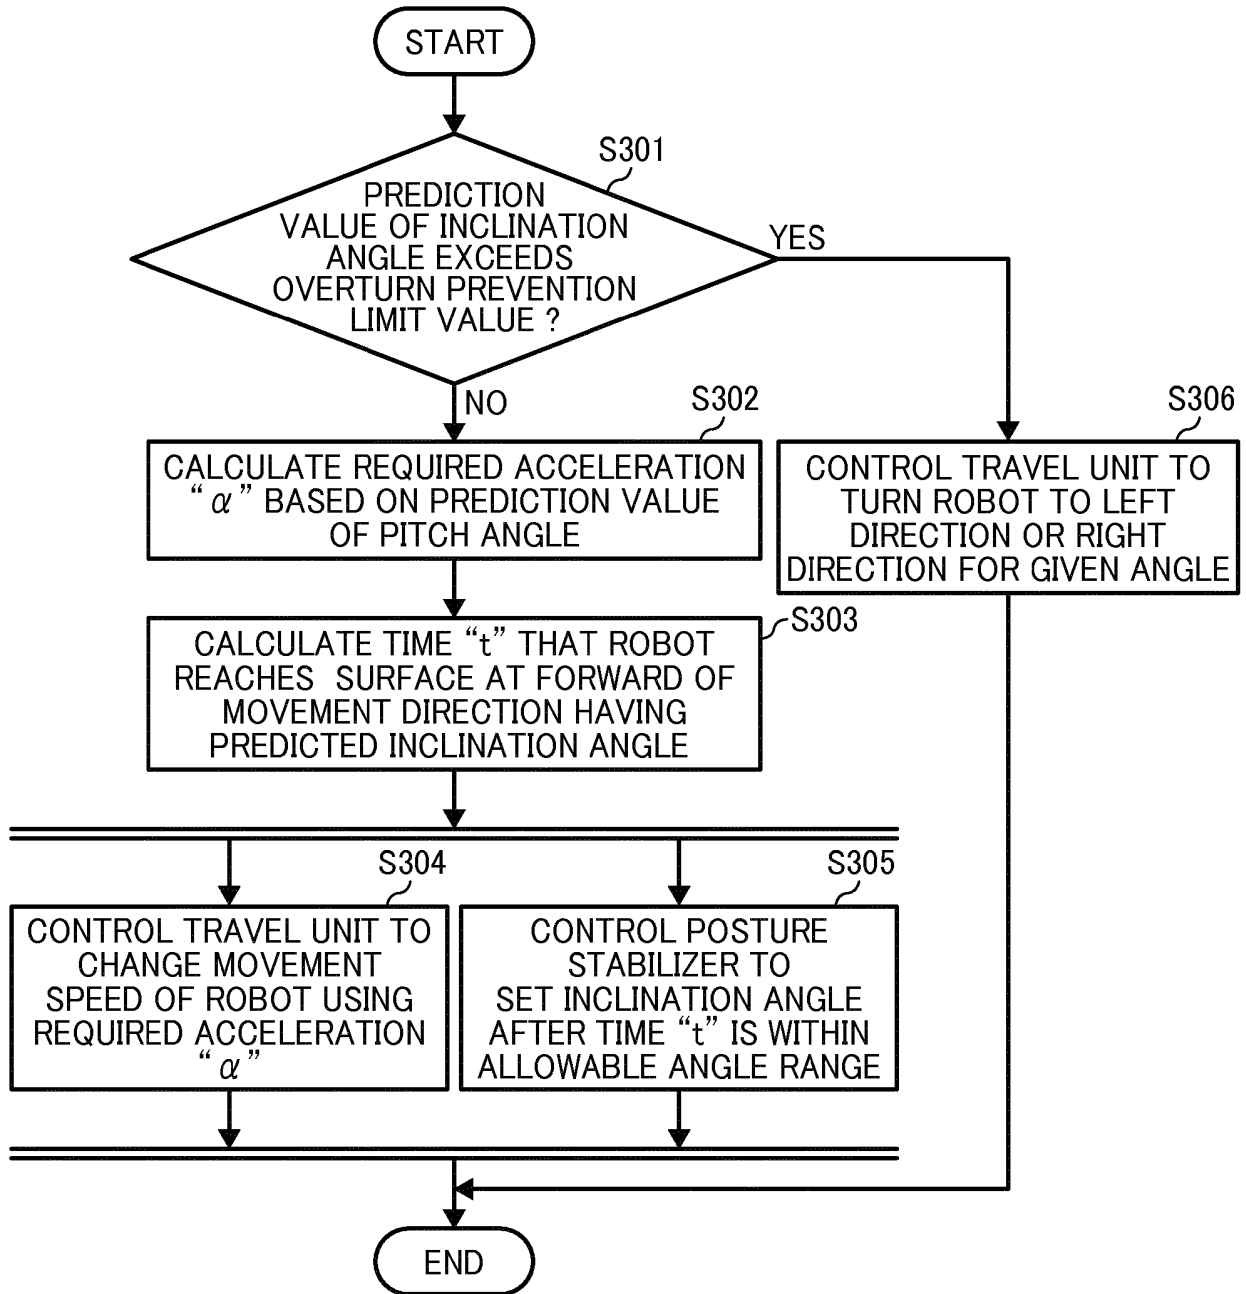 START
S301
PREDICTION
VALUE OF INCLINATION
ANGLE EXCEEDS
OVERTURN PREVENTION
LIMIT VALUE ?
YES
NO
S302
CALCULATE REQUIRED ACCELERATION
“α” BASED ON PREDICTION VALUE
OF PITCH ANGLE
S306
CONTROL TRAVEL UNIT TO
TURN ROBOT TO LEFT
DIRECTION OR RIGHT
DIRECTION FOR GIVEN ANGLE
S303
CALCULATE TIME “t” THAT ROBOT
REACHES SURFACE AT FORWARD OF
MOVEMENT DIRECTION HAVING
PREDICTED INCLINATION ANGLE
S304
CONTROL TRAVEL UNIT TO
CHANGE MOVEMENT
SPEED OF ROBOT USING
REQUIRED ACCELERATION
“α”
S305
CONTROL POSTURE
STABILIZER TO
SET INCLINATION ANGLE
AFTER TIME “t” IS WITHIN
ALLOWABLE ANGLE RANGE
END